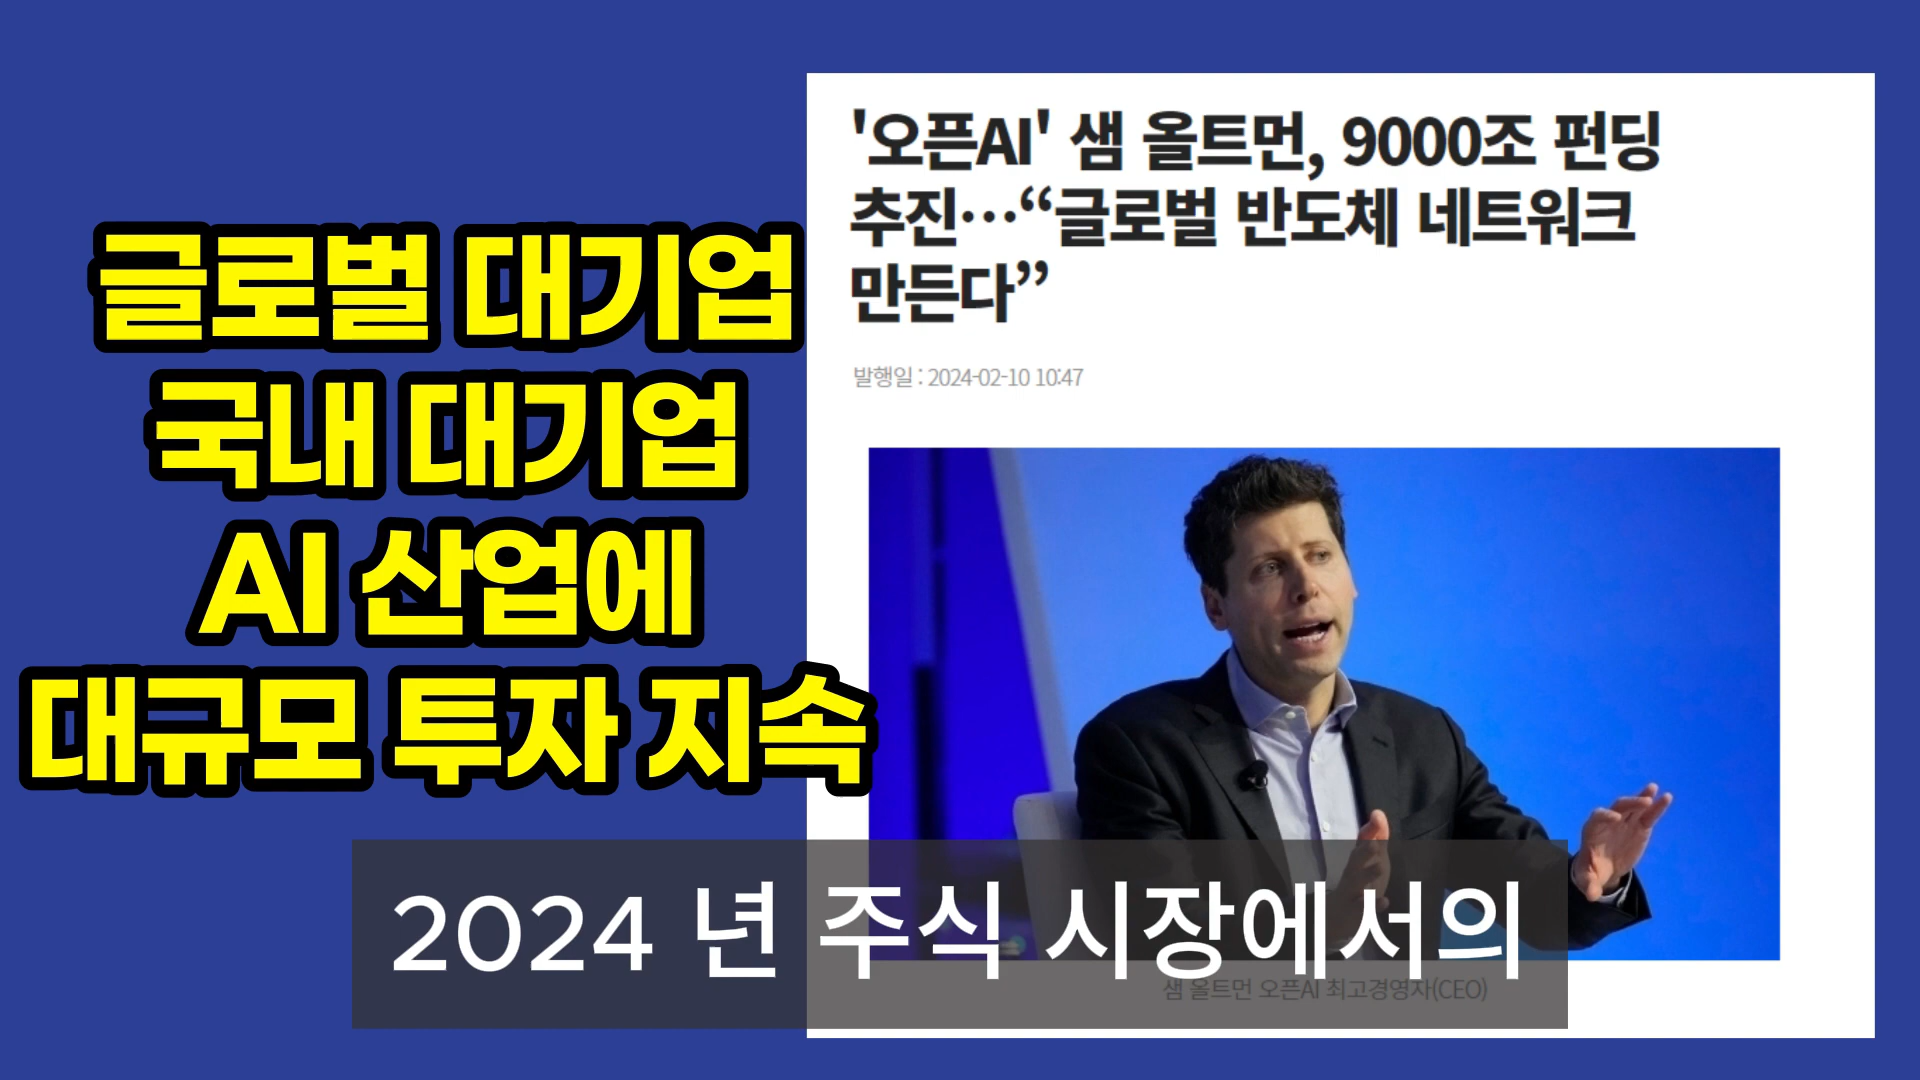 글로벌 대기업
국내 대기업
AI 산업에
대규모 투자 지속
'오픈AI' 샘 올트먼, 9000조 펀딩
추진…“글로벌 반도체 네트워크
만든다”
발행일 : 2024-02-10 10:47
샘 올트먼 오픈AI 최고경영자(CEO)
2024 년 주식 시장에서의